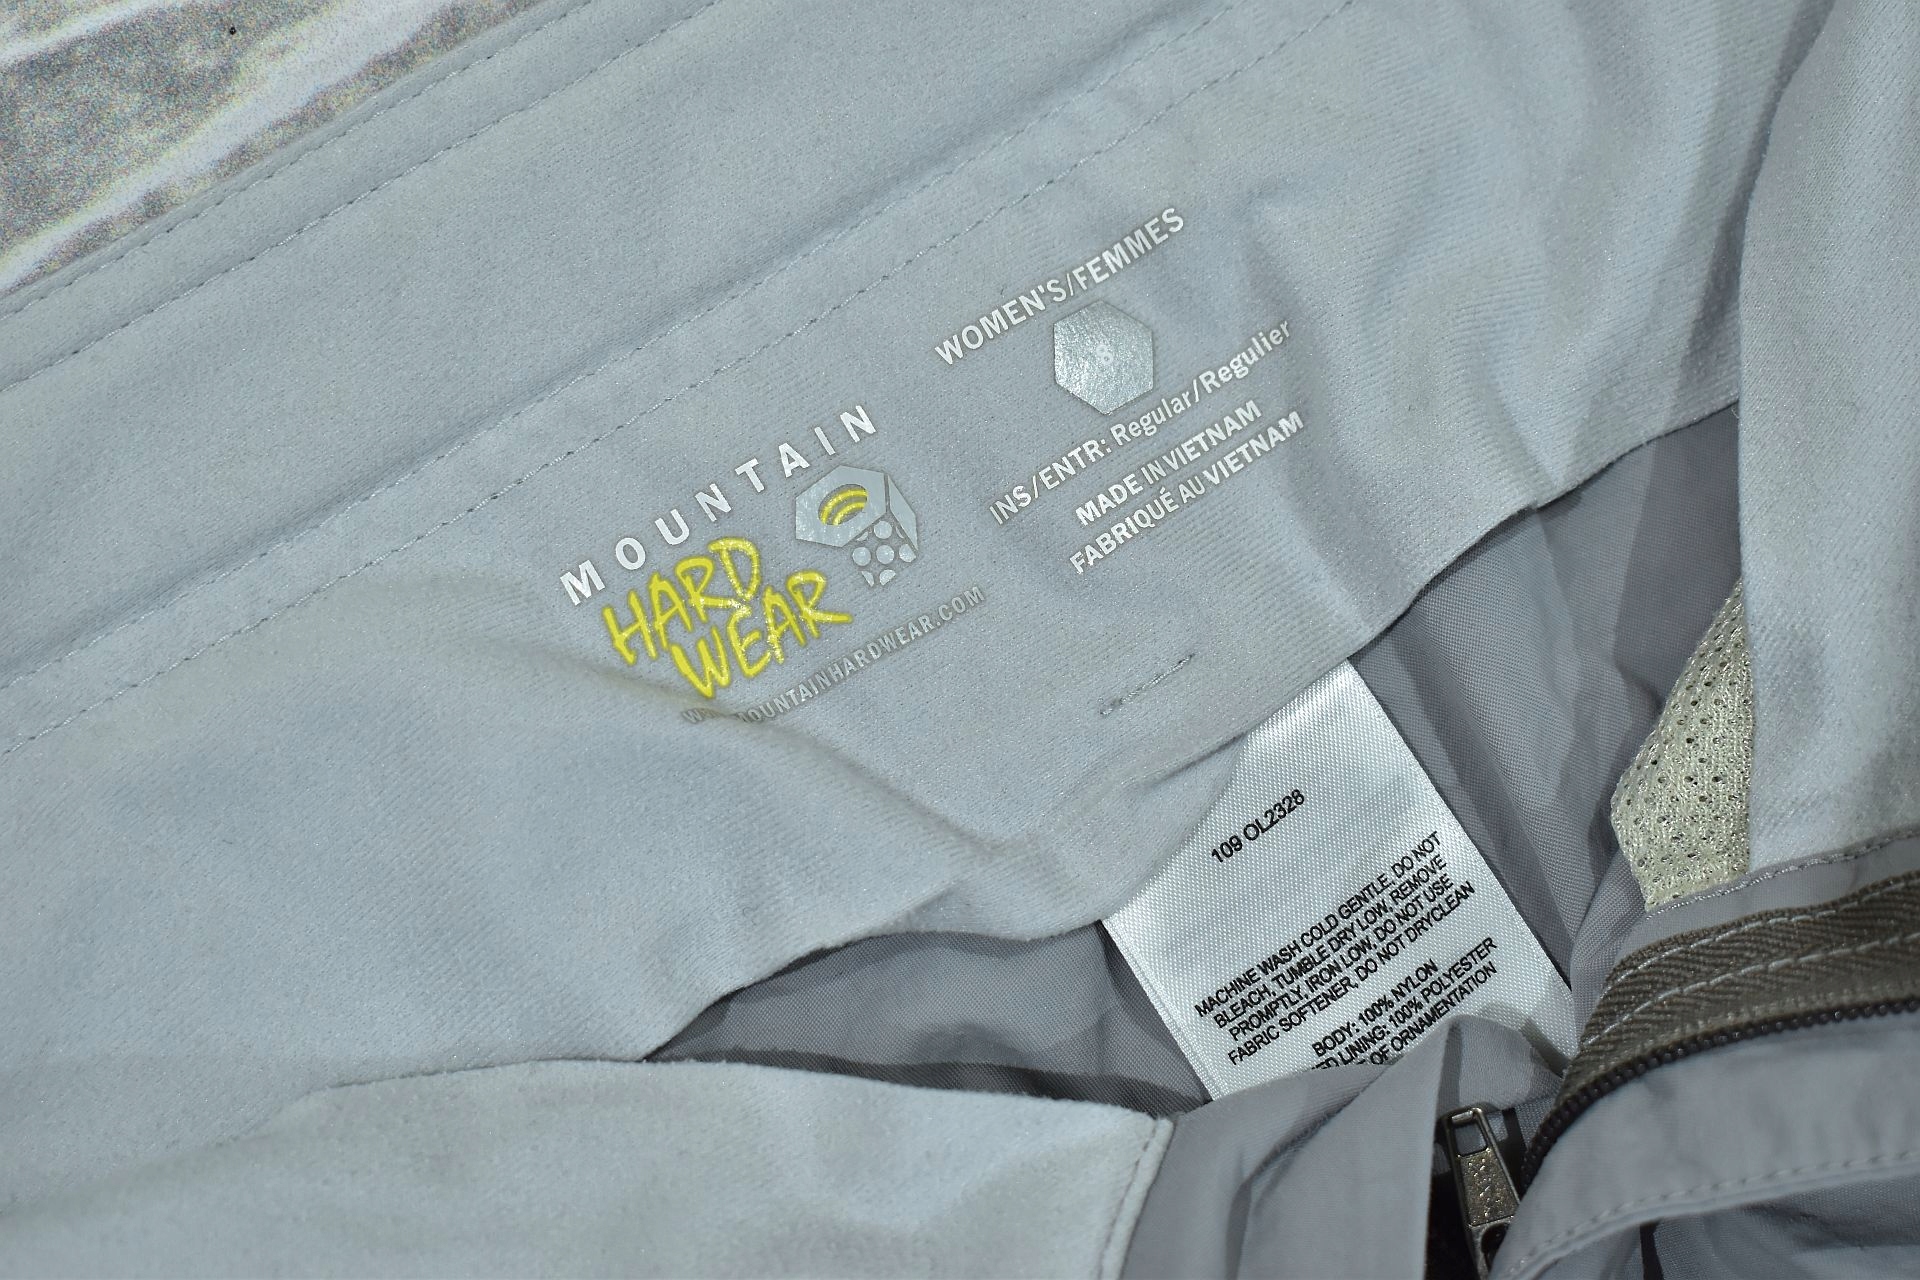 MOUNTAIN
HARD
WEAR
MOUNTAINHARDWEAR.COM
WOMEN'S/FEMMES
8
INS/ENTR: Regular/Regulier
MADE IN VIETNAM
FABRIQUÉ AU VIETNAM
109 OL2328
MACHINE WASH COLD GENTLE, DO NOT
BLEACH, TUMBLE DRY LOW, REMOVE
PROMPTLY, IRON LOW, DO NOT USE
FABRIC SOFTENER, DO NOT DRYCLEAN
BODY: 100% NYLON
LINING: 100% POLYESTER
OF ORNAMENTATION